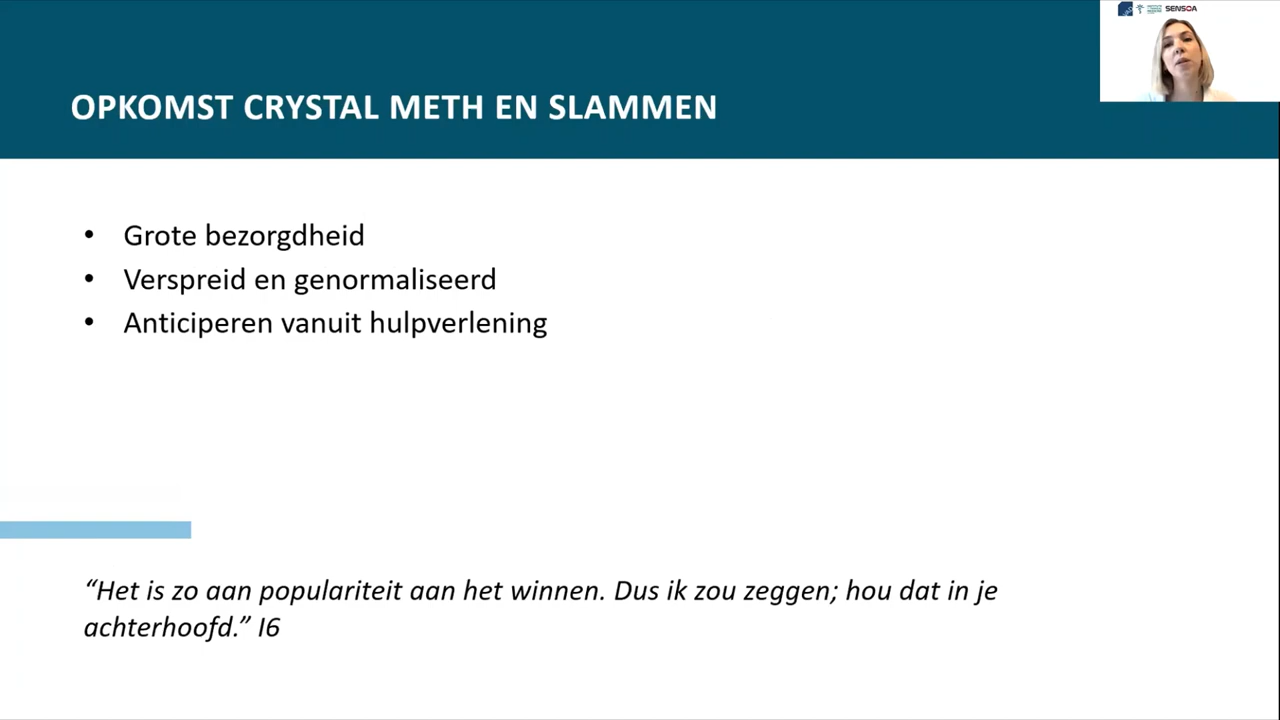 SENSOA
OPKOMST CRYSTAL METH EN SLAMMEN
• Grote bezorgdheid
• Verspreid en genormaliseerd
• Anticiperen vanuit hulpverlening
“Het is zo aan populariteit aan het winnen. Dus ik zou zeggen; hou dat in je
achterhoofd.” I6